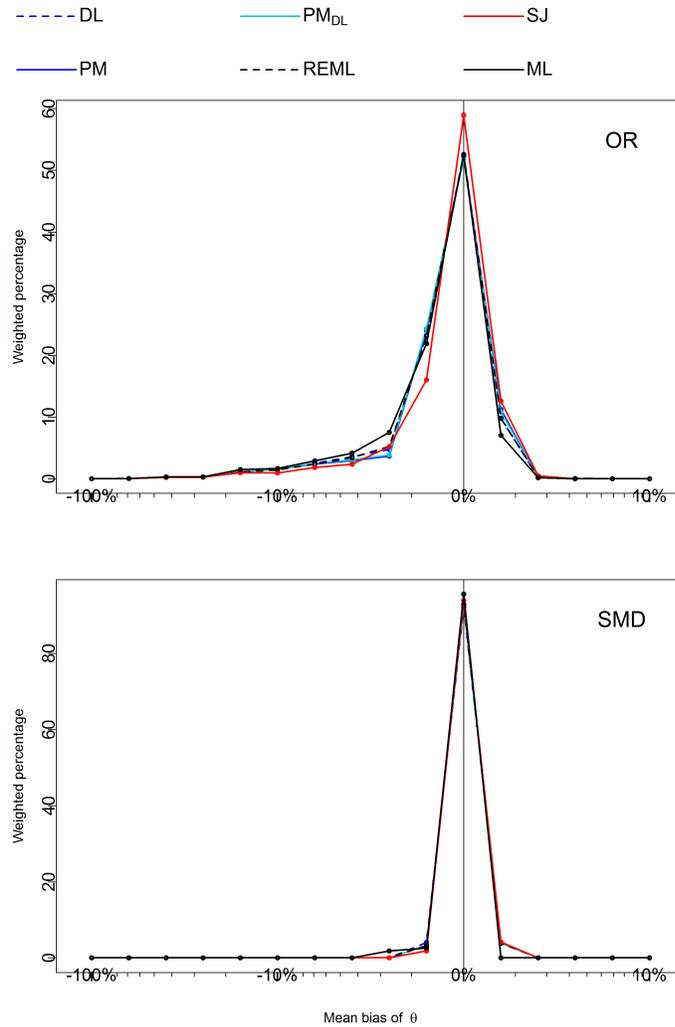 DL PM_DL SJ
PM REML ML
60
OR
50
40
Weighted percentage
30
20
10
0
-100% -10% 0% 10%
SMD
80
60
Weighted percentage
40
20
0
-100% -10% 0% 10%
Mean bias of θ